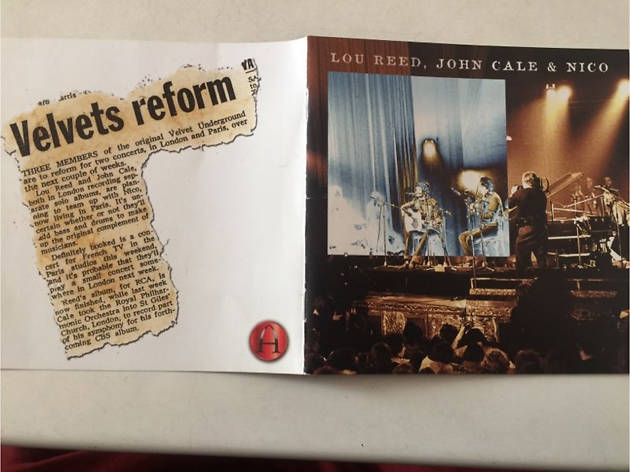 Velvets reform
THREE MEMBERS of the original Velvet Underground
are to reform for two concerts, in London and Paris, over
the next couple of weeks.
Lou Reed and John Cale,
both in London recording sep-
arate solo albums, are plan-
ning to team up with Nico,
now living in Paris. It's un-
certain whether or not they'll
add bass and drums to make
up the original complement of
musicians.
Definitely booked is a con-
cert for French TV in the
Paris studios this weekend,
and it's probable that they'll
play a small concert some-
where in London next week.
Reed's album, for RCA, is
now finished, while last week
Cale took the Royal Philhar-
monic Orchestra into St Giles'
Church, London, to record part
of his symphony for his forth-
coming CBS album.
Ĥ
LOU REED, JOHN CALE & NICO